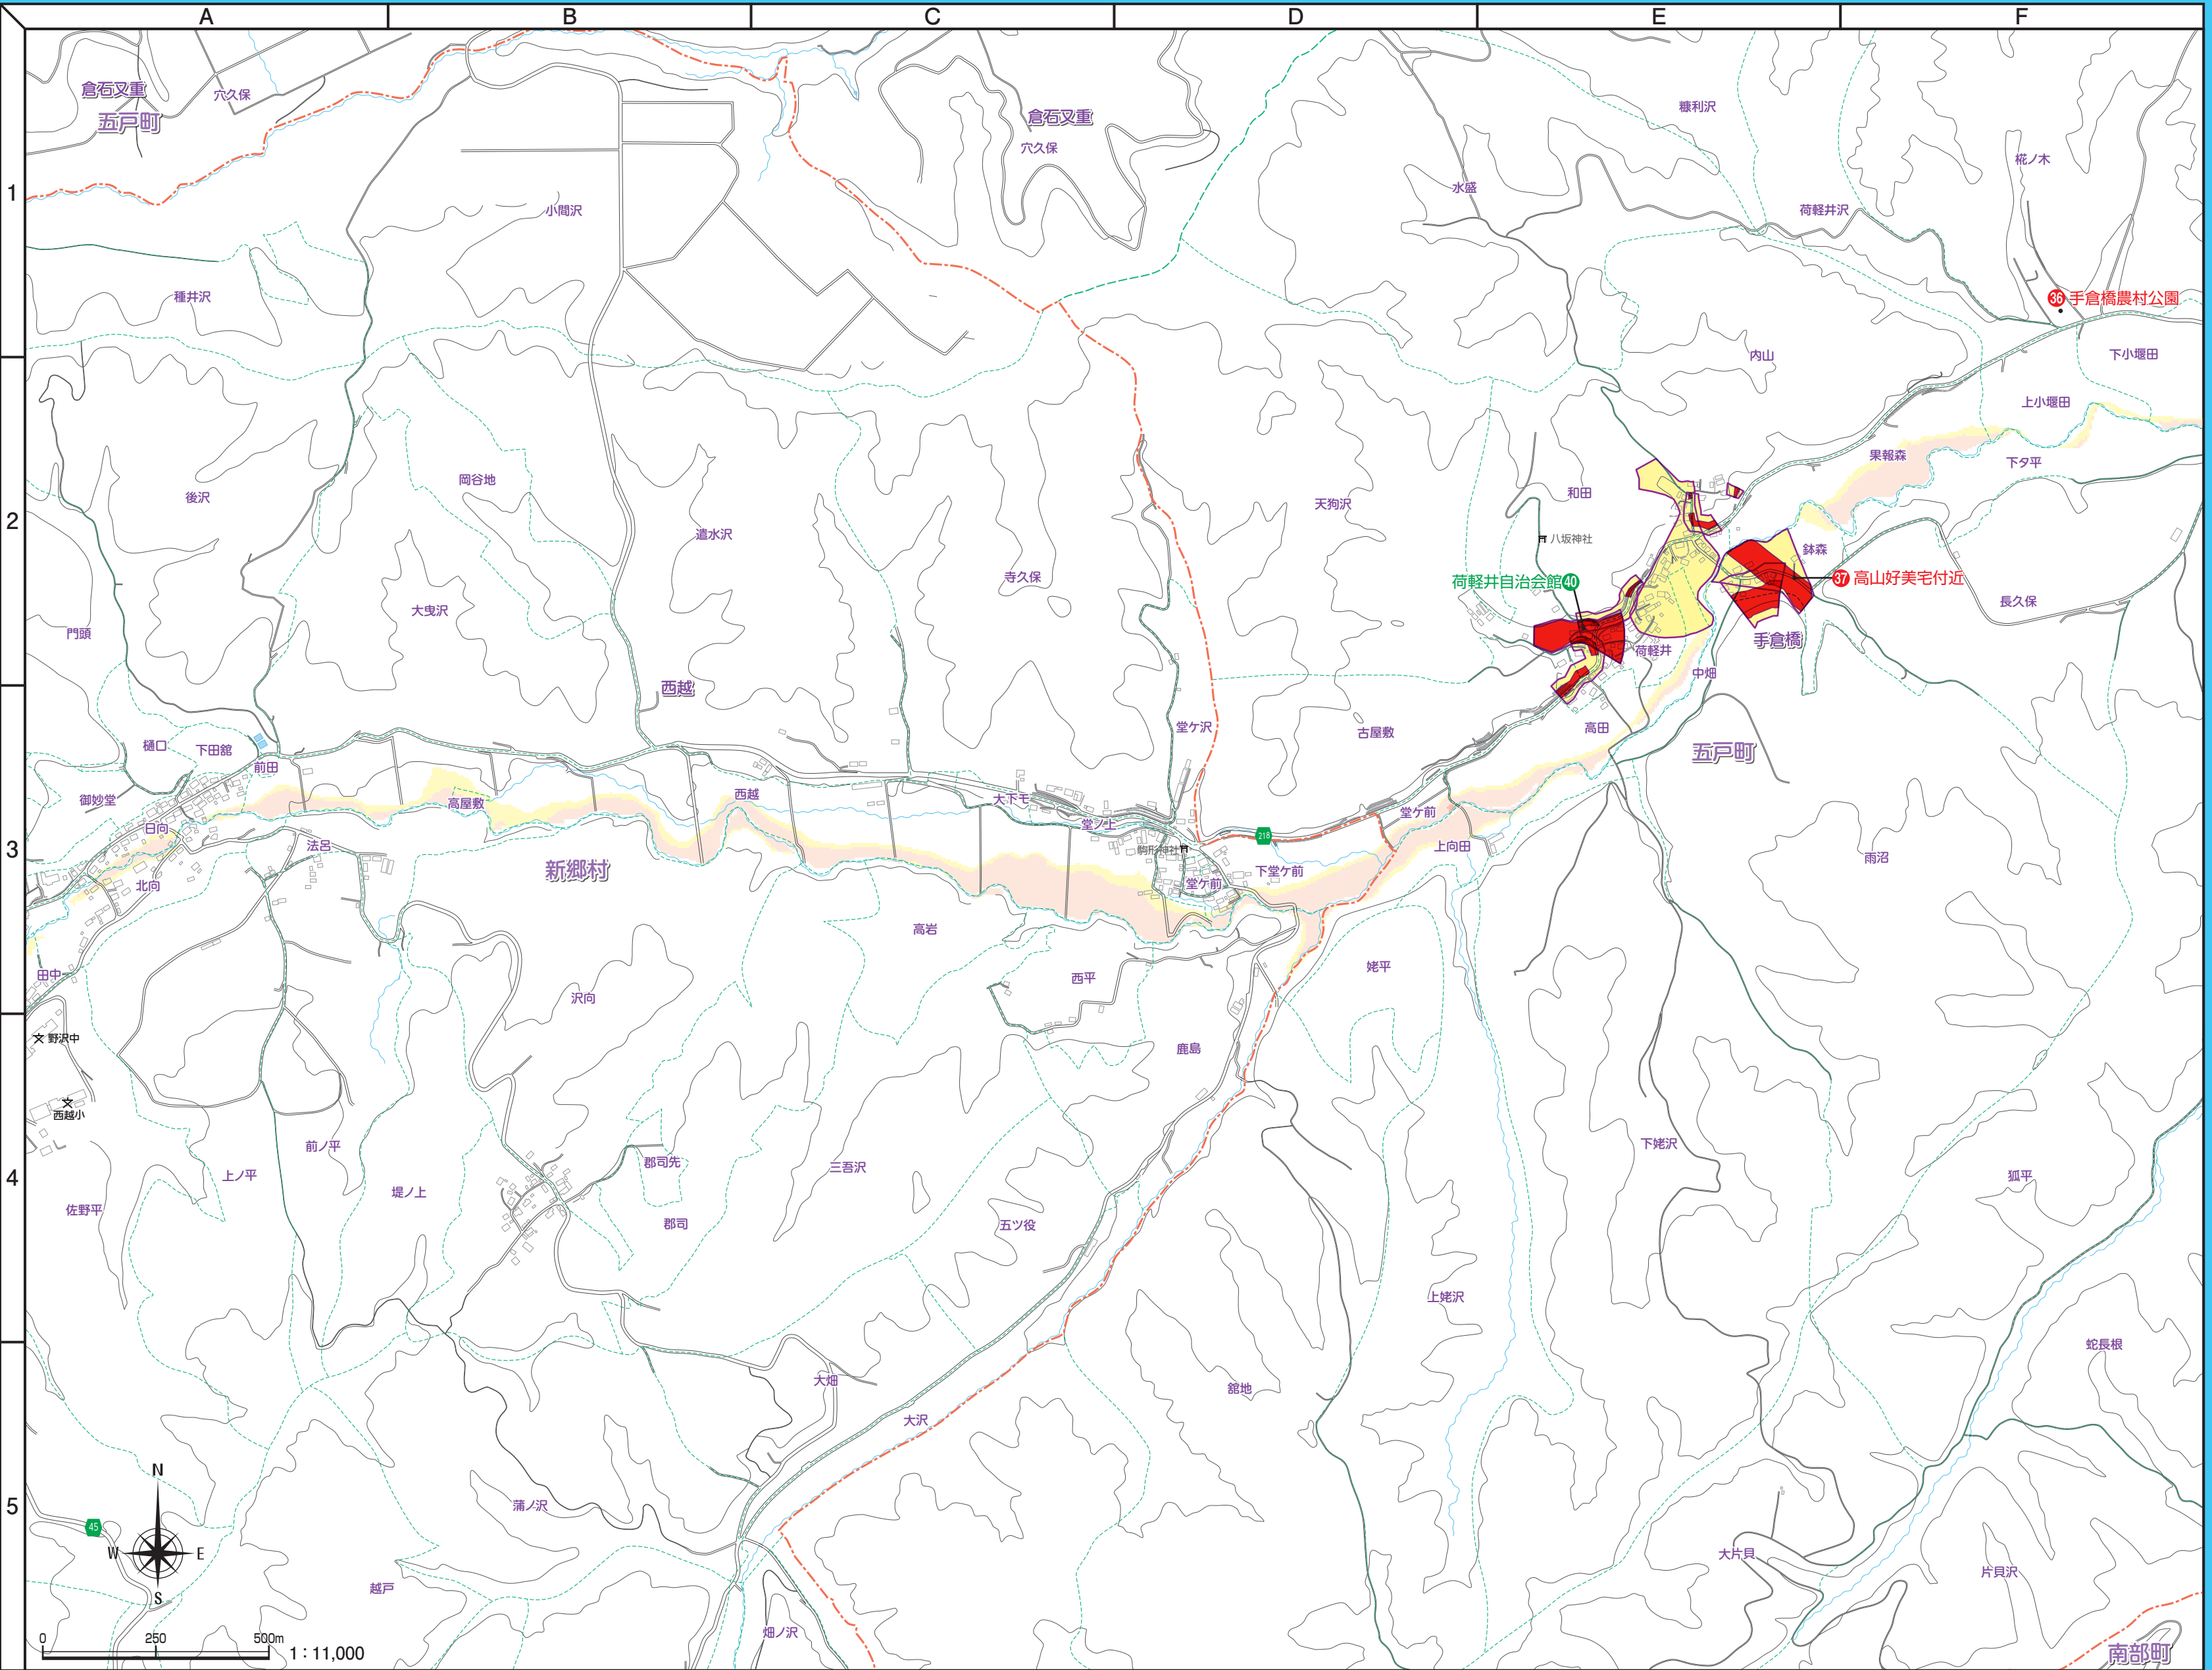 A B C D E F
1
2
3
4
5
倉石又重
五戸町
穴久保
倉石又重
穴久保
糠利沢
椛ノ木
水盛
荷軽井沢
小間沢
種井沢
36 手倉橋農村公園
内山
下小堰田
上小堰田
果報森
下タ平
後沢
岡谷地
遣水沢
天狗沢
和田
八坂神社
鉢森
寺久保
荷軽井自治会館 40
37 高山好美宅付近
長久保
大曳沢
門頭
手倉橋
荷軽井
中畑
西越
堂ケ沢
古屋敷
高田
五戸町
樋口
下田舘
前田
御妙堂
高屋敷
西越
大下モ
堂ノ上
堂ケ前
218
日向
法呂
駒形神社
上向田
雨沼
北向
新郷村
堂ケ前
下堂ケ前
高岩
田中
沢向
西平
姥平
野沢中
鹿島
西越小
前ノ平
上ノ平
堤ノ上
郡司先
三吾沢
下姥沢
狐平
佐野平
郡司
五ツ役
上姥沢
蛇長根
大畑
舘地
大沢
蒲ノ沢
45
N
W
E
S
大片貝
片貝沢
越戸
畑ノ沢
南部町
0 250 500m
1：11,000